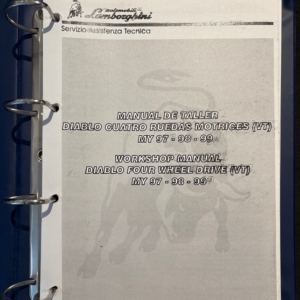 automobili
Lamborghini
Servizio Assistenza Tecnica
MANUAL DE TALLER
DIABLO CUATRO RUEDAS MOTRICES (VT)
MY 97 - 98 - 99
WORKSHOP MANUAL
DIABLO FOUR WHEEL DRIVE (VT)
MY 97 - 98 - 99